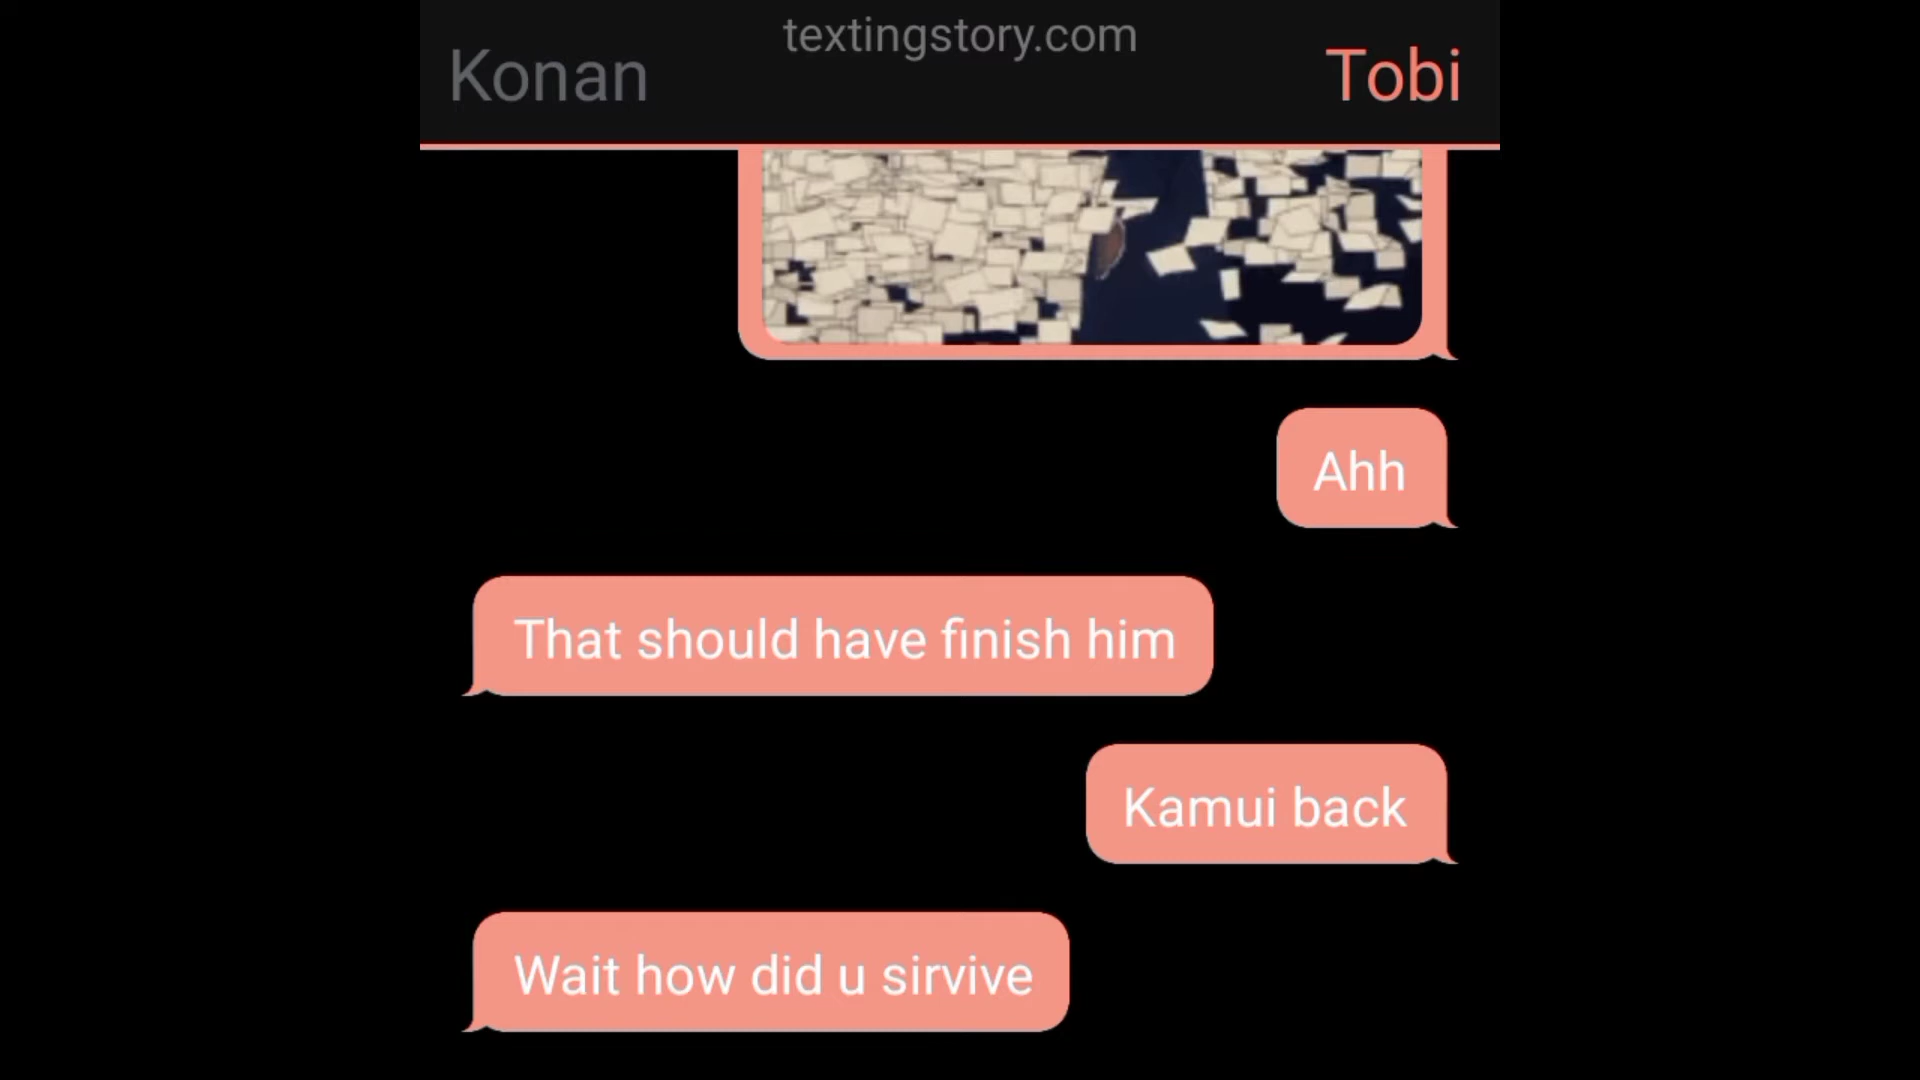 textingstory.com
Konan
Tobi
Ahh
That should have finish him
Kamui back
Wait how did u sirvive